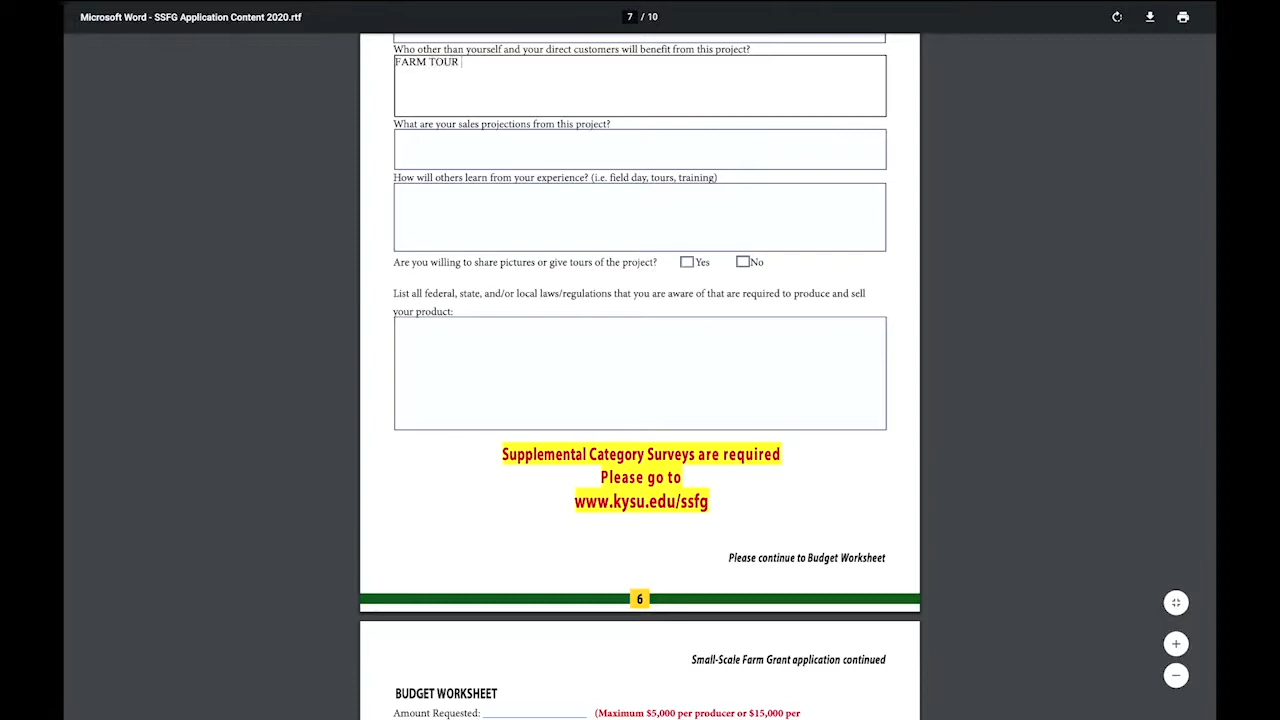 Microsoft Word - SSFG Application Content 2020.rtf
7 / 10
Who other than yourself and your direct customers will benefit from this project?
FARM TOUR
What are your sales projections from this project?
How will others learn from your experience? (i.e. field day, tours, training)
Are you willing to share pictures or give tours of the project? Yes No
List all federal, state, and/or local laws/regulations that you are aware of that are required to produce and sell
your product:
Supplemental Category Surveys are required
Please go to
www.kysu.edu/ssfg
Please continue to Budget Worksheet
6
Small-Scale Farm Grant application continued
BUDGET WORKSHEET
Amount Requested: (Maximum $5,000 per producer or $15,000 per